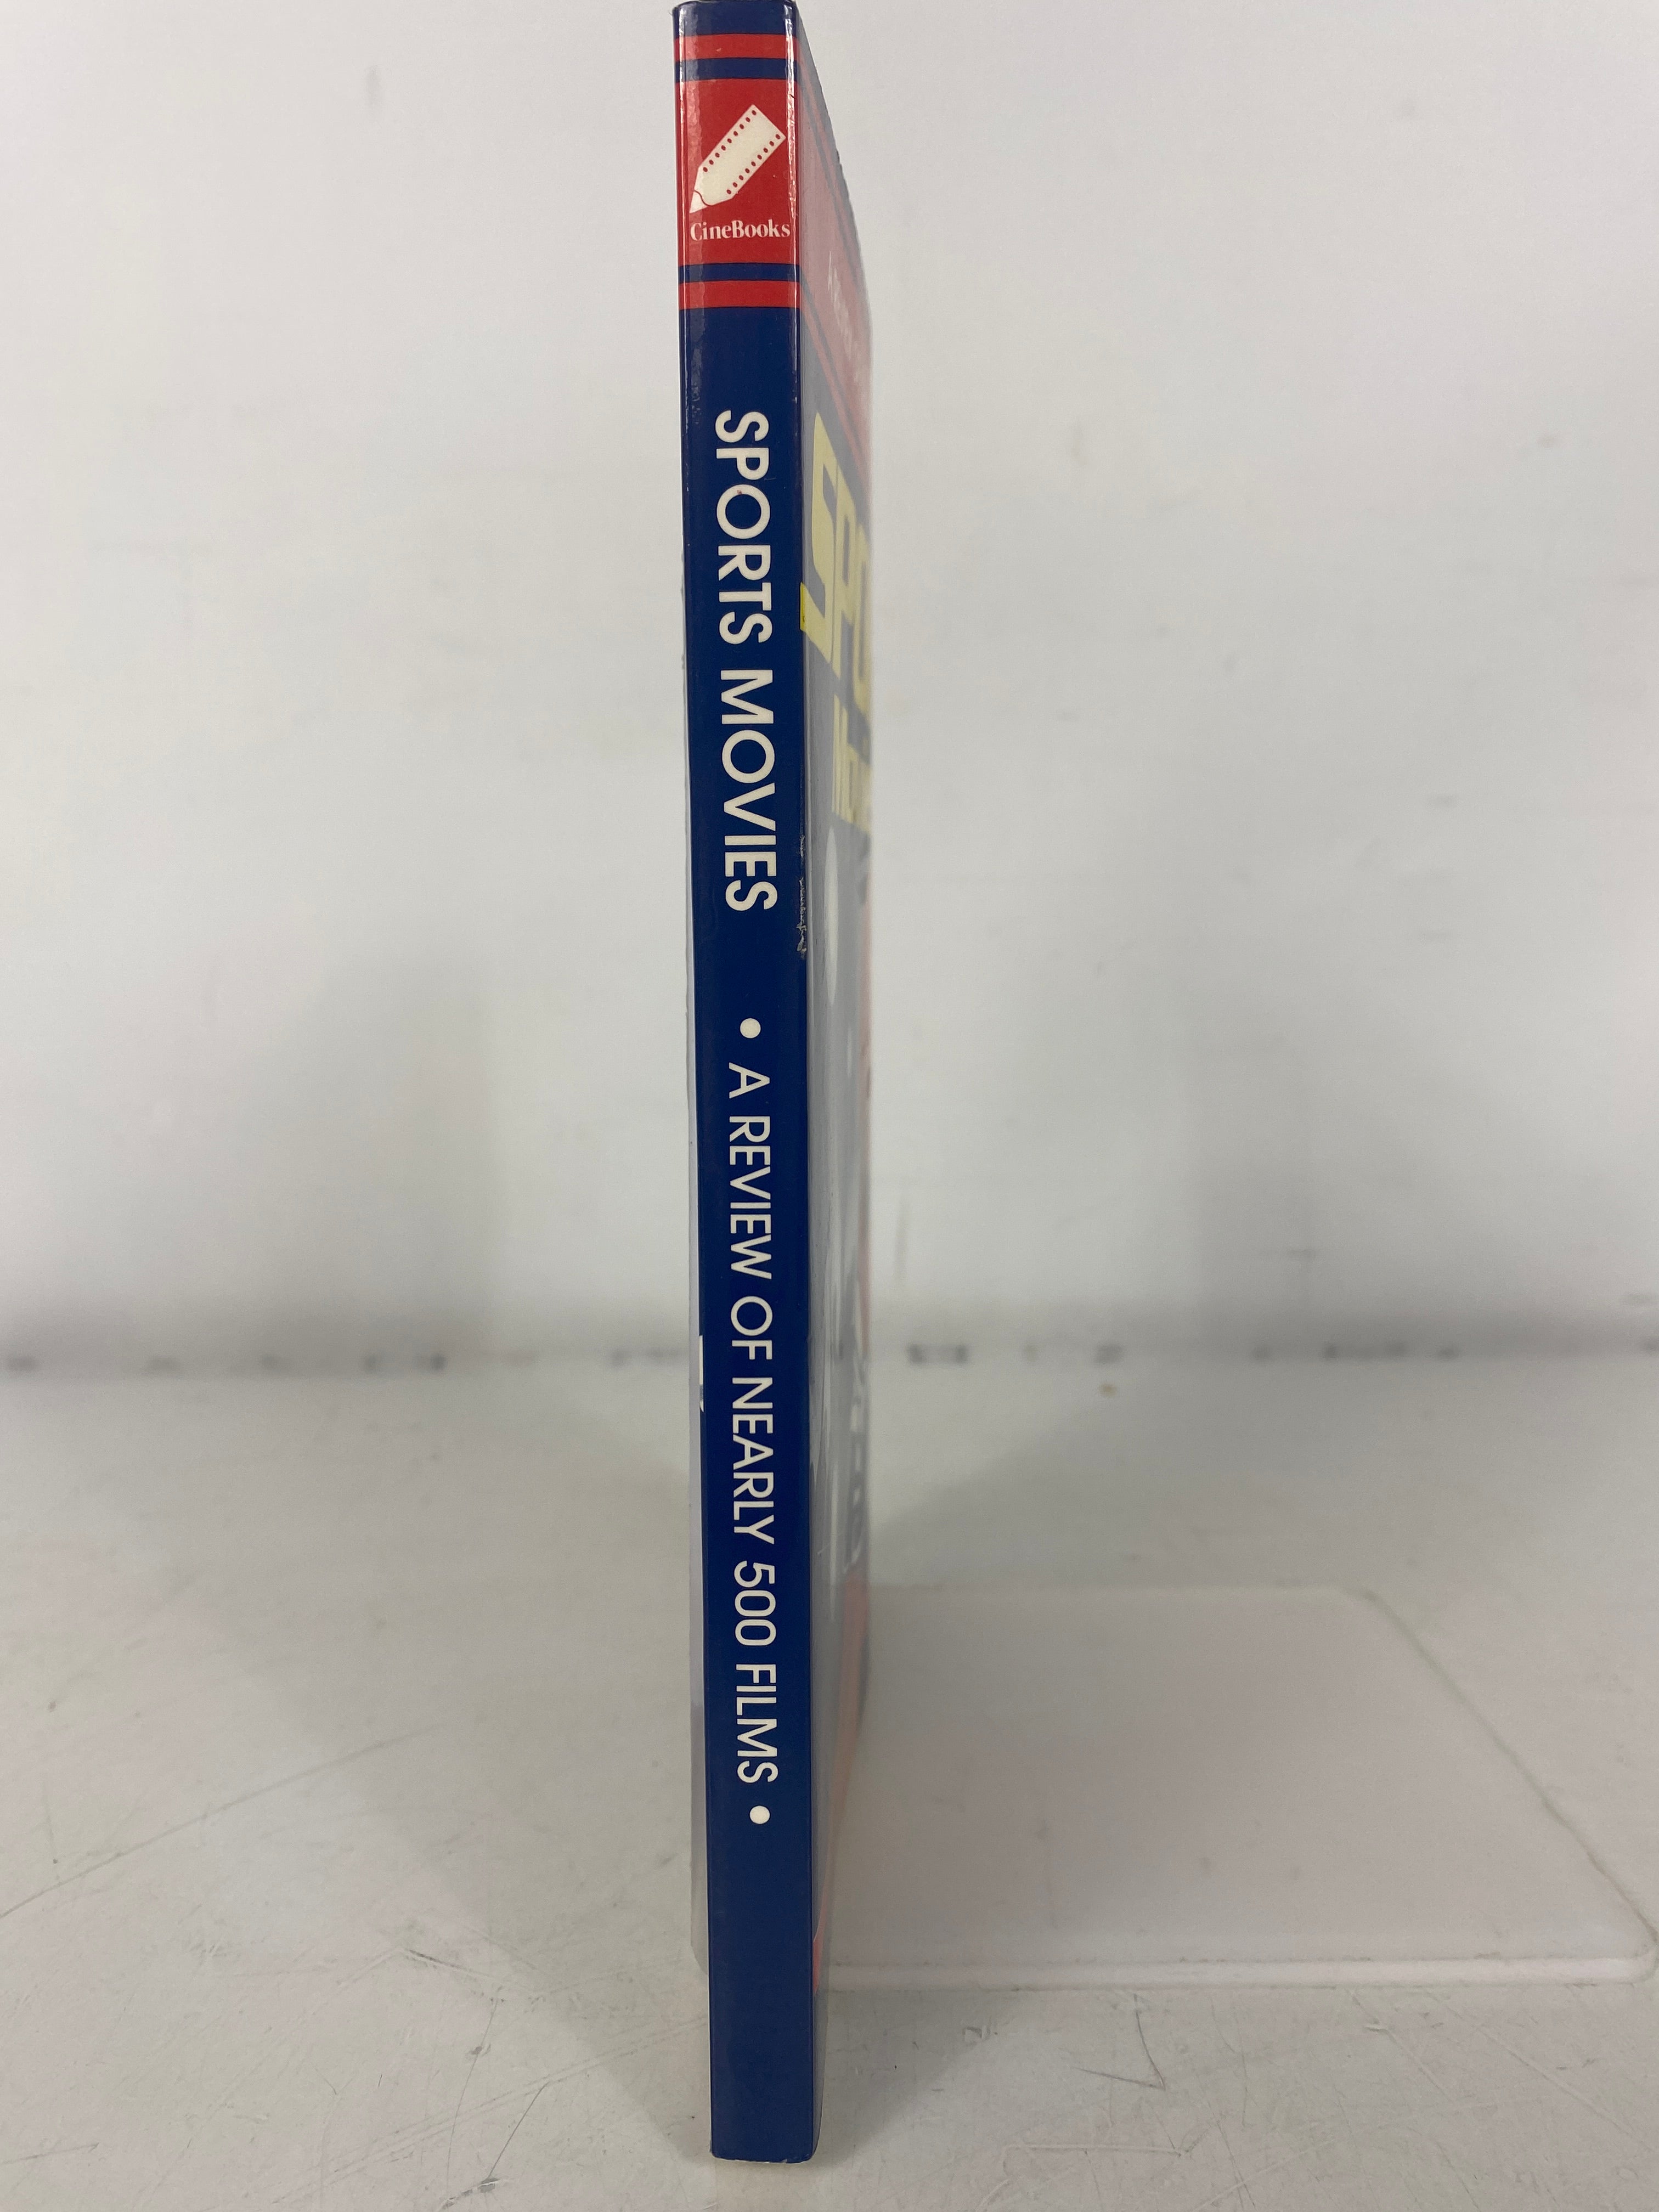 CineBooks
SPORTS MOVIES • A REVIEW OF NEARLY 500 FILMS •